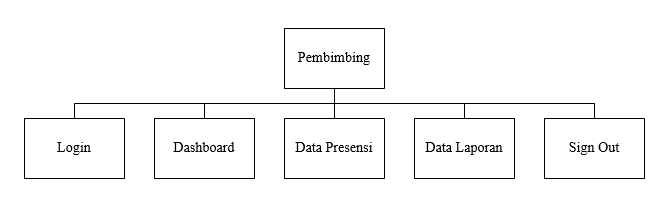 Pembimbing
Login
Dashboard
Data Presensi
Data Laporan
Sign Out